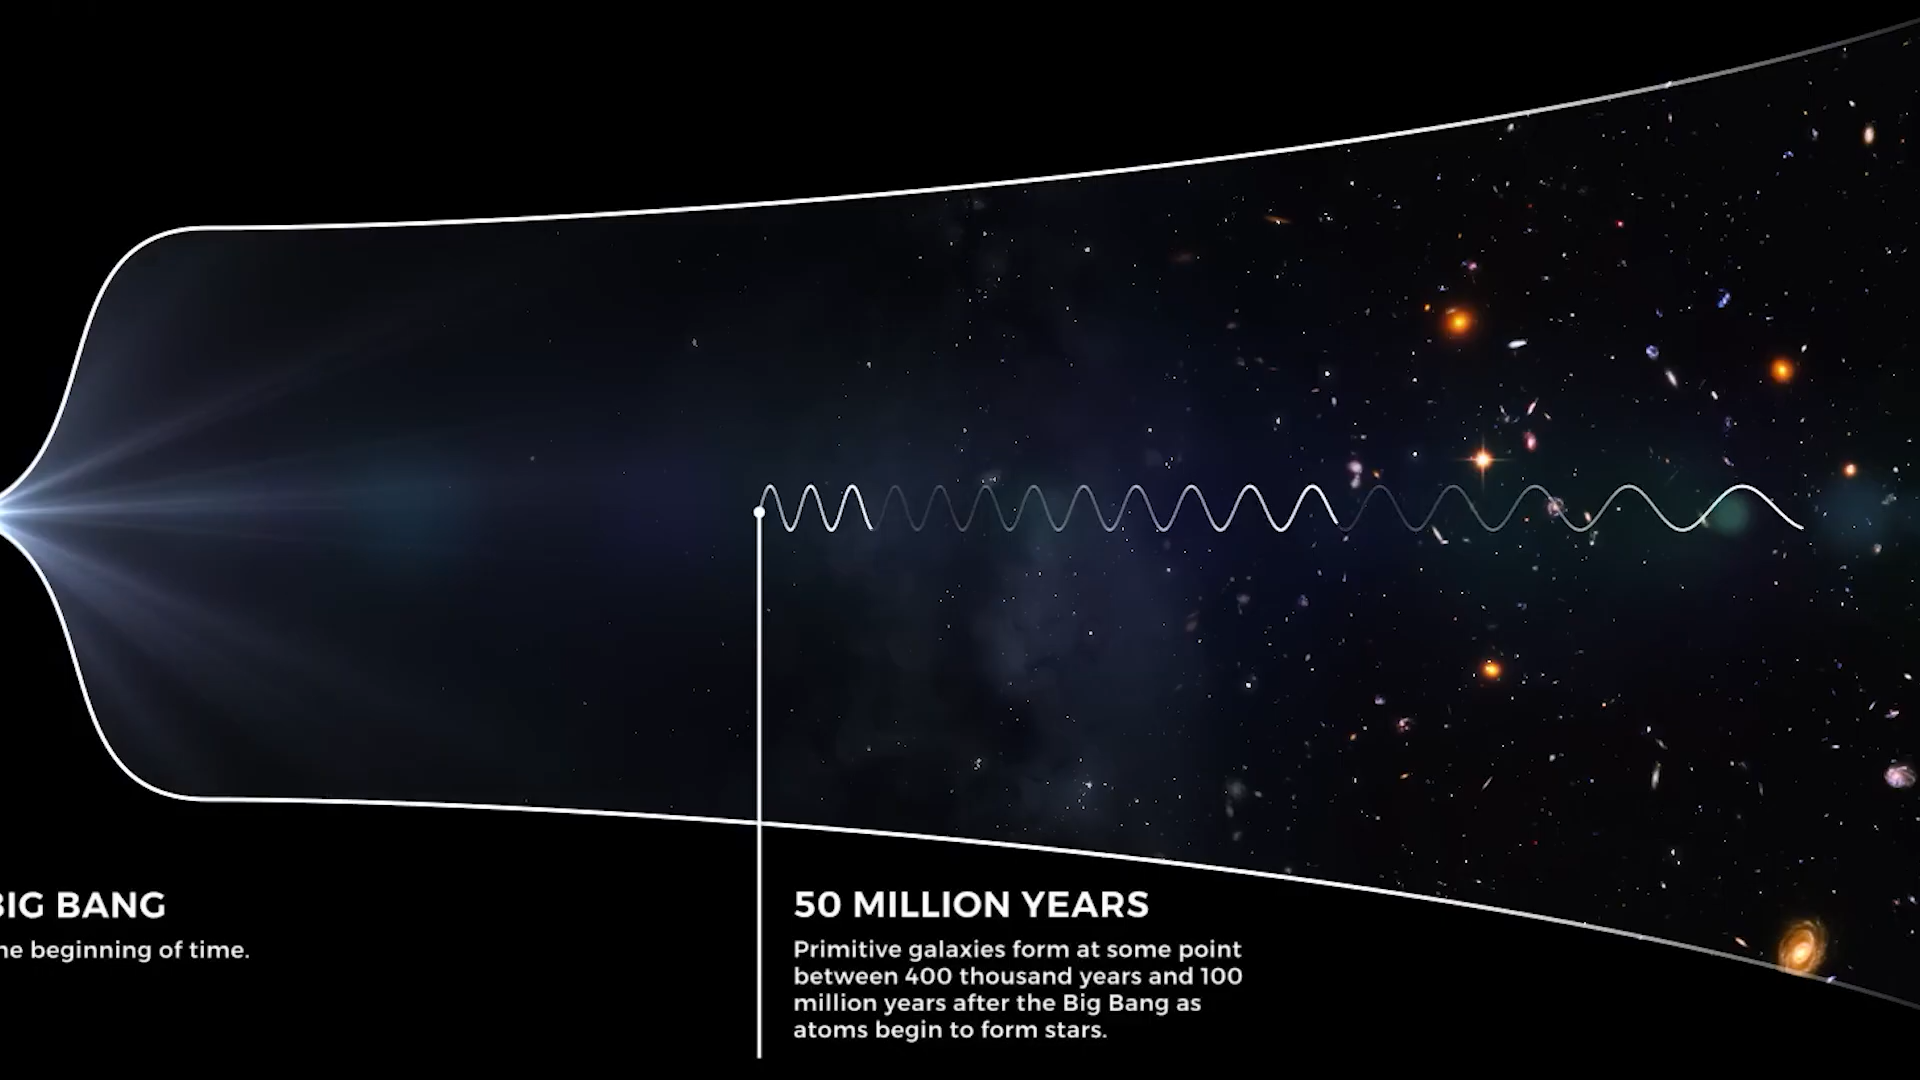 BIG BANG
he beginning of time.
50 MILLION YEARS
Primitive galaxies form at some point
between 400 thousand years and 100
million years after the Big Bang as
atoms begin to form stars.